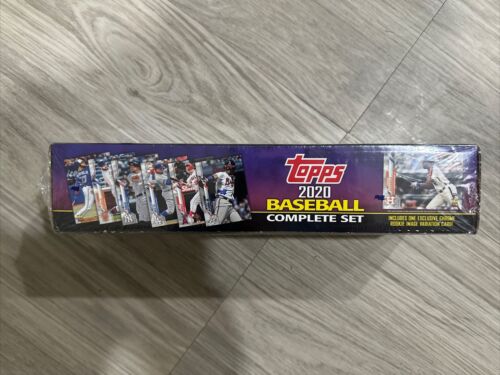 TOPPS
2020
BASEBALL
COMPLETE SET
INCLUDES ONE EXCLUSIVE CHROME
ROOKIE IMAGE VARIATION CARD!